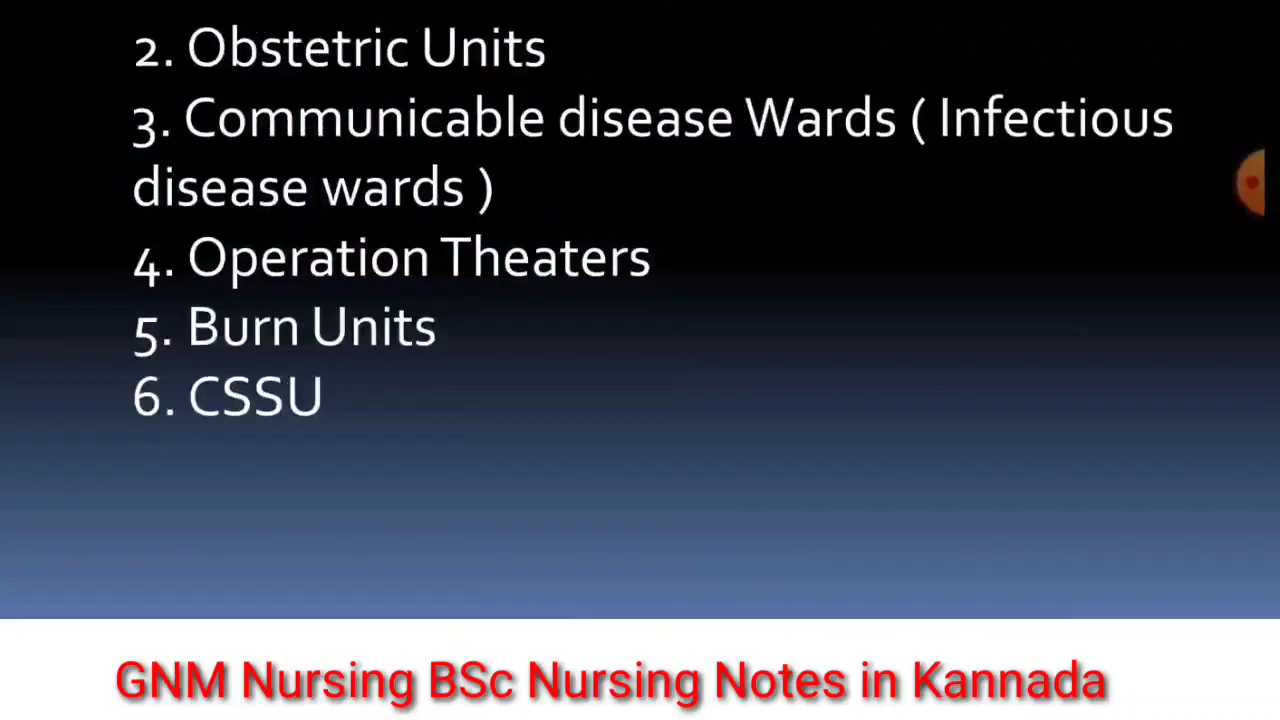 2. Obstetric Units
3. Communicable disease Wards ( Infectious
disease wards )
4. Operation Theaters
5. Burn Units
6. CSSU
GNM Nursing BSc Nursing Notes in Kannada